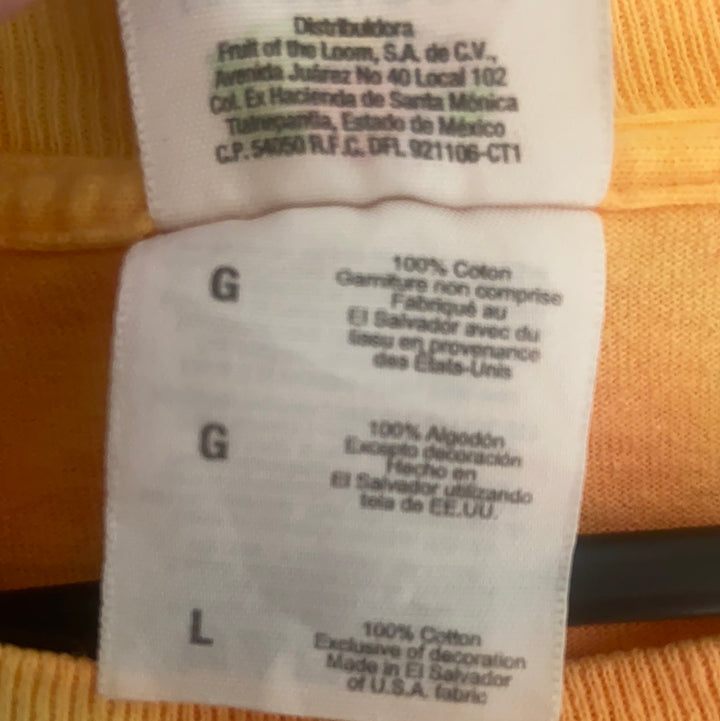 Distribuidora
Fruit of the Loom, S.A. de C.V.,
Avenida Juárez No 40 Local 102
Col. Ex Hacienda de Santa Mónica
Tlalnepantla, Estado de México
C.P. 54050 R.F.C. DFL 921106-CT1
G
100% Coton
Garniture non comprise
Fabriqué au
El Salvador avec du
tissu en provenance
des États-Unis
G
100% Algodón
Excepto decoración
Hecho en
El Salvador utilizando
tela de EE.UU.
L
100% Cotton
Exclusive of decoration
Made in El Salvador
of U.S.A. fabric